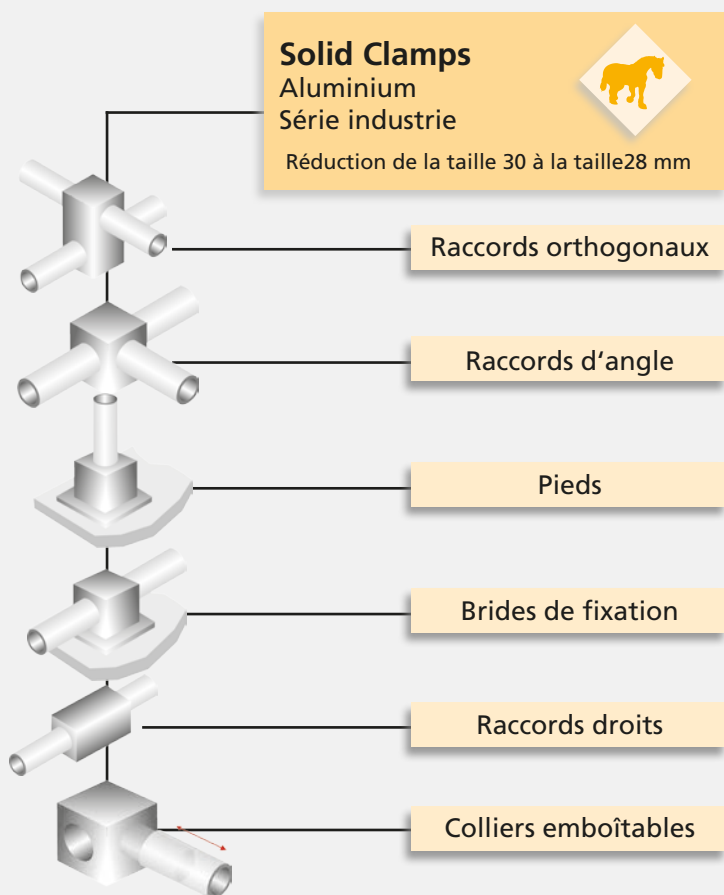 Solid Clamps
Aluminium
Série industrie
Réduction de la taille 30 à la taille28 mm
Raccords orthogonaux
Raccords d‘angle
Pieds
Brides de fixation
Raccords droits
Colliers emboîtables